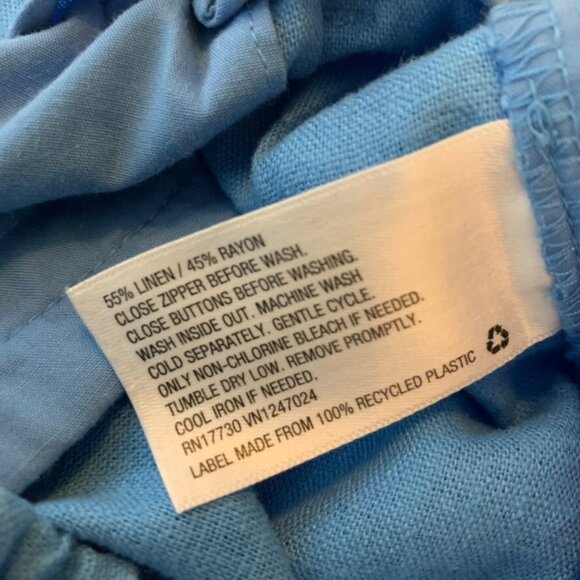 55% LINEN / 45% RAYON
CLOSE ZIPPER BEFORE WASH.
CLOSE BUTTONS BEFORE WASHING.
WASH INSIDE OUT. MACHINE WASH
COLD SEPARATELY. GENTLE CYCLE.
ONLY NON-CHLORINE BLEACH IF NEEDED.
TUMBLE DRY LOW. REMOVE PROMPTLY.
COOL IRON IF NEEDED.
RN17730 VN1247024
LABEL MADE FROM 100% RECYCLED PLASTIC